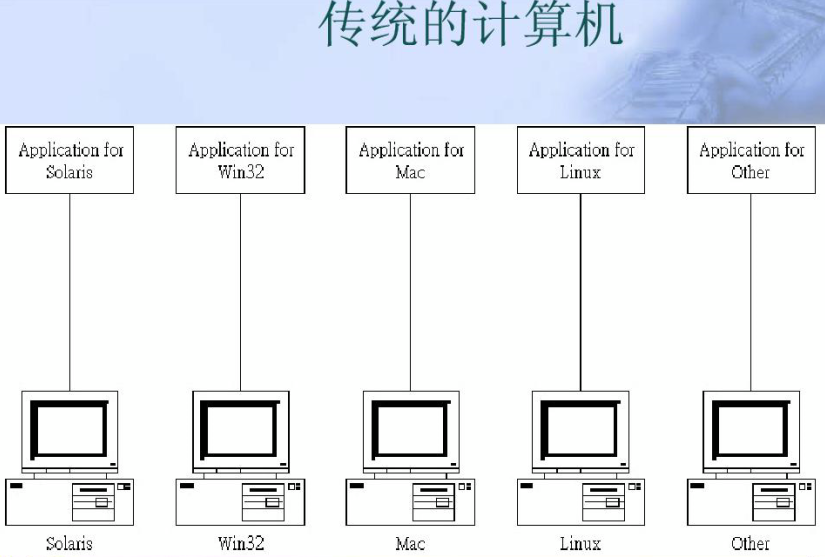 传统的计算机
Application for
Solaris
Application for
Win32
Application for
Mac
Application for
Linux
Application for
Other
Solaris
Win32
Mac
Linux
Other